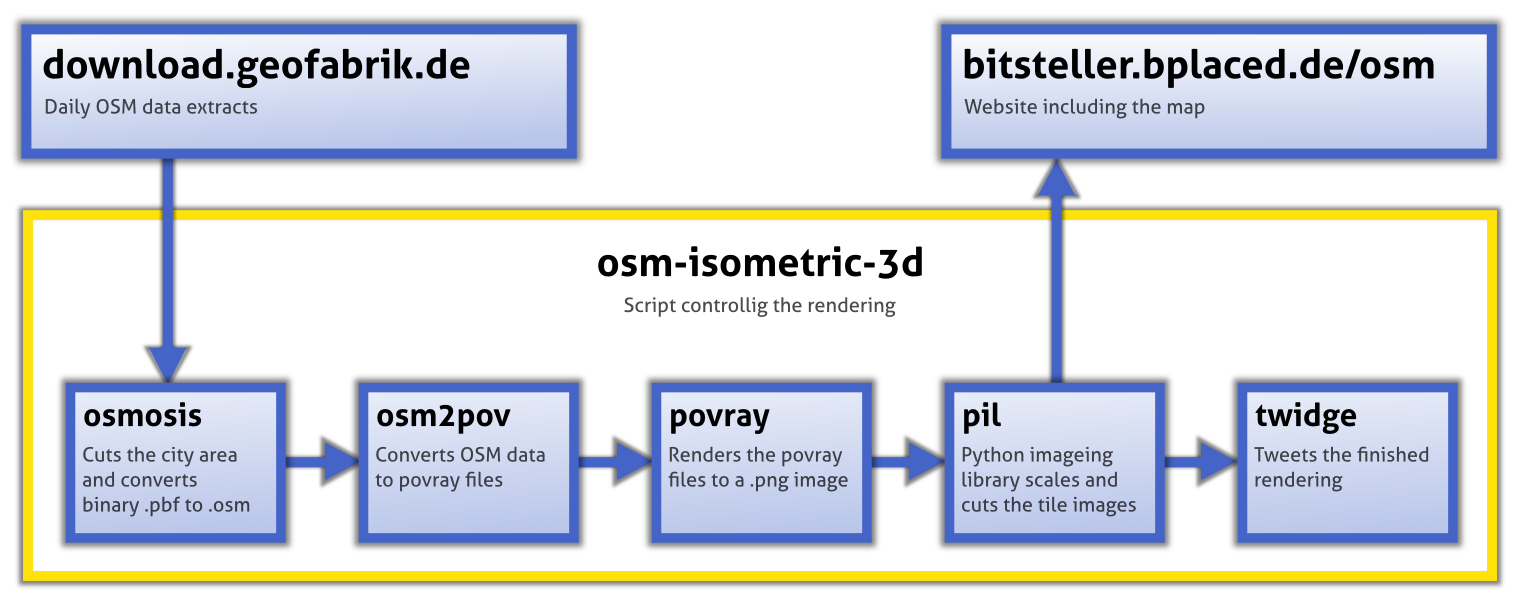 download.geofabrik.de
Daily OSM data extracts
bitsteller.bplaced.de/osm
Website including the map
osm-isometric-3d
Script controllig the rendering
osmosis
Cuts the city area
and converts
binary .pbf to .osm
osm2pov
Converts OSM data
to povray files
povray
Renders the povray
files to a .png image
pil
Python imageing
library scales and
cuts the tile images
twidge
Tweets the finished
rendering